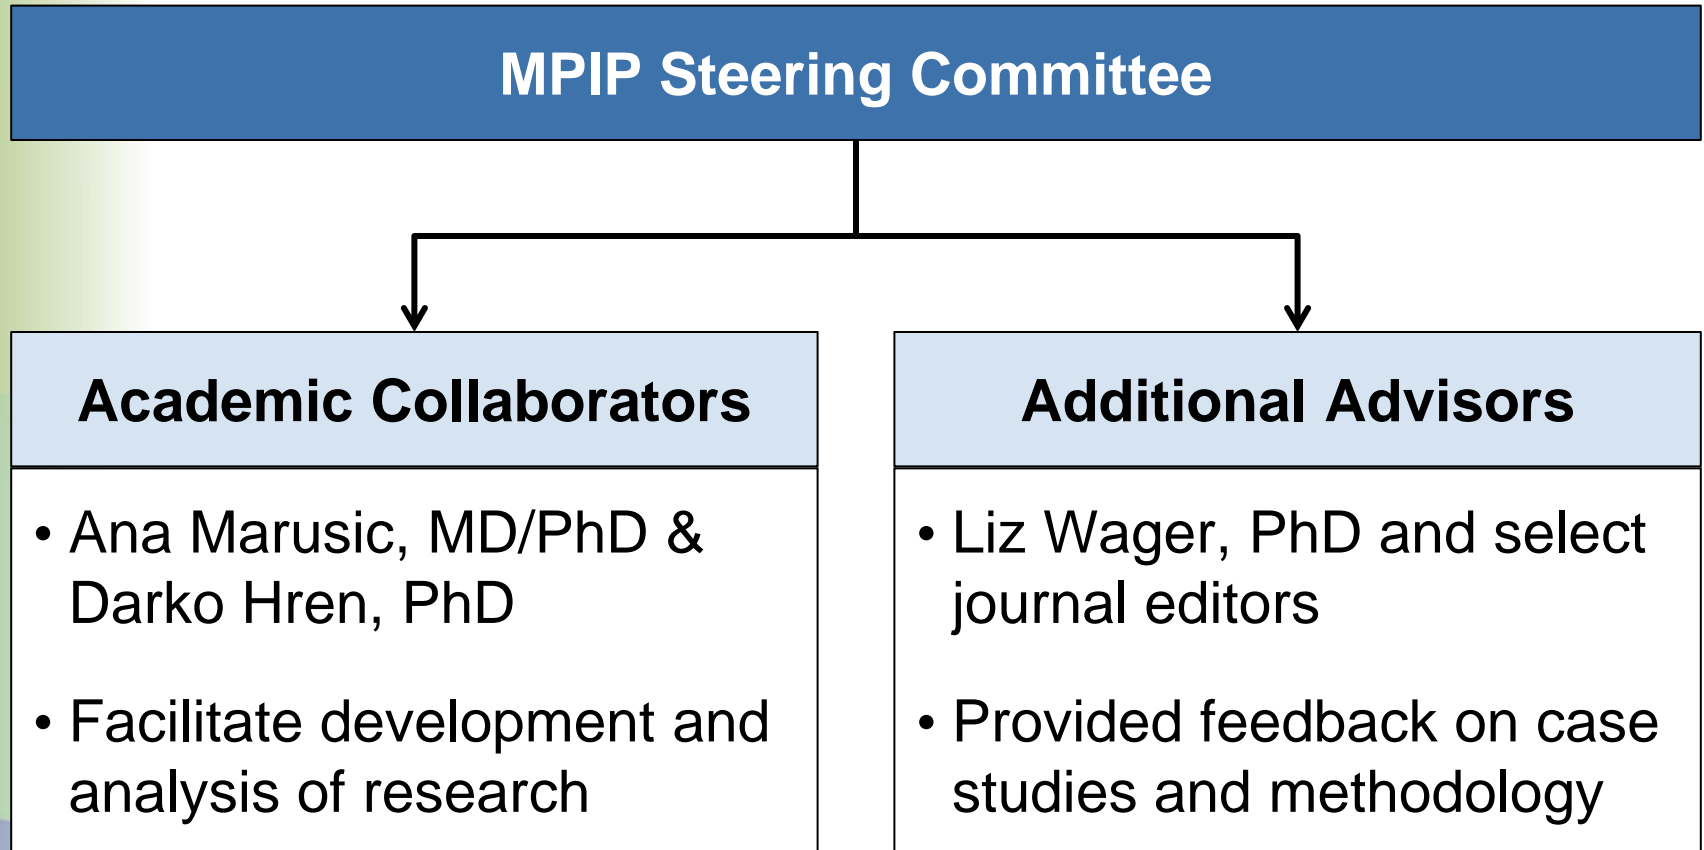 MPIP Steering Committee
Academic Collaborators
• Ana Marusic, MD/PhD &
Darko Hren, PhD
• Facilitate development and
analysis of research
Additional Advisors
• Liz Wager, PhD and select
journal editors
• Provided feedback on case
studies and methodology